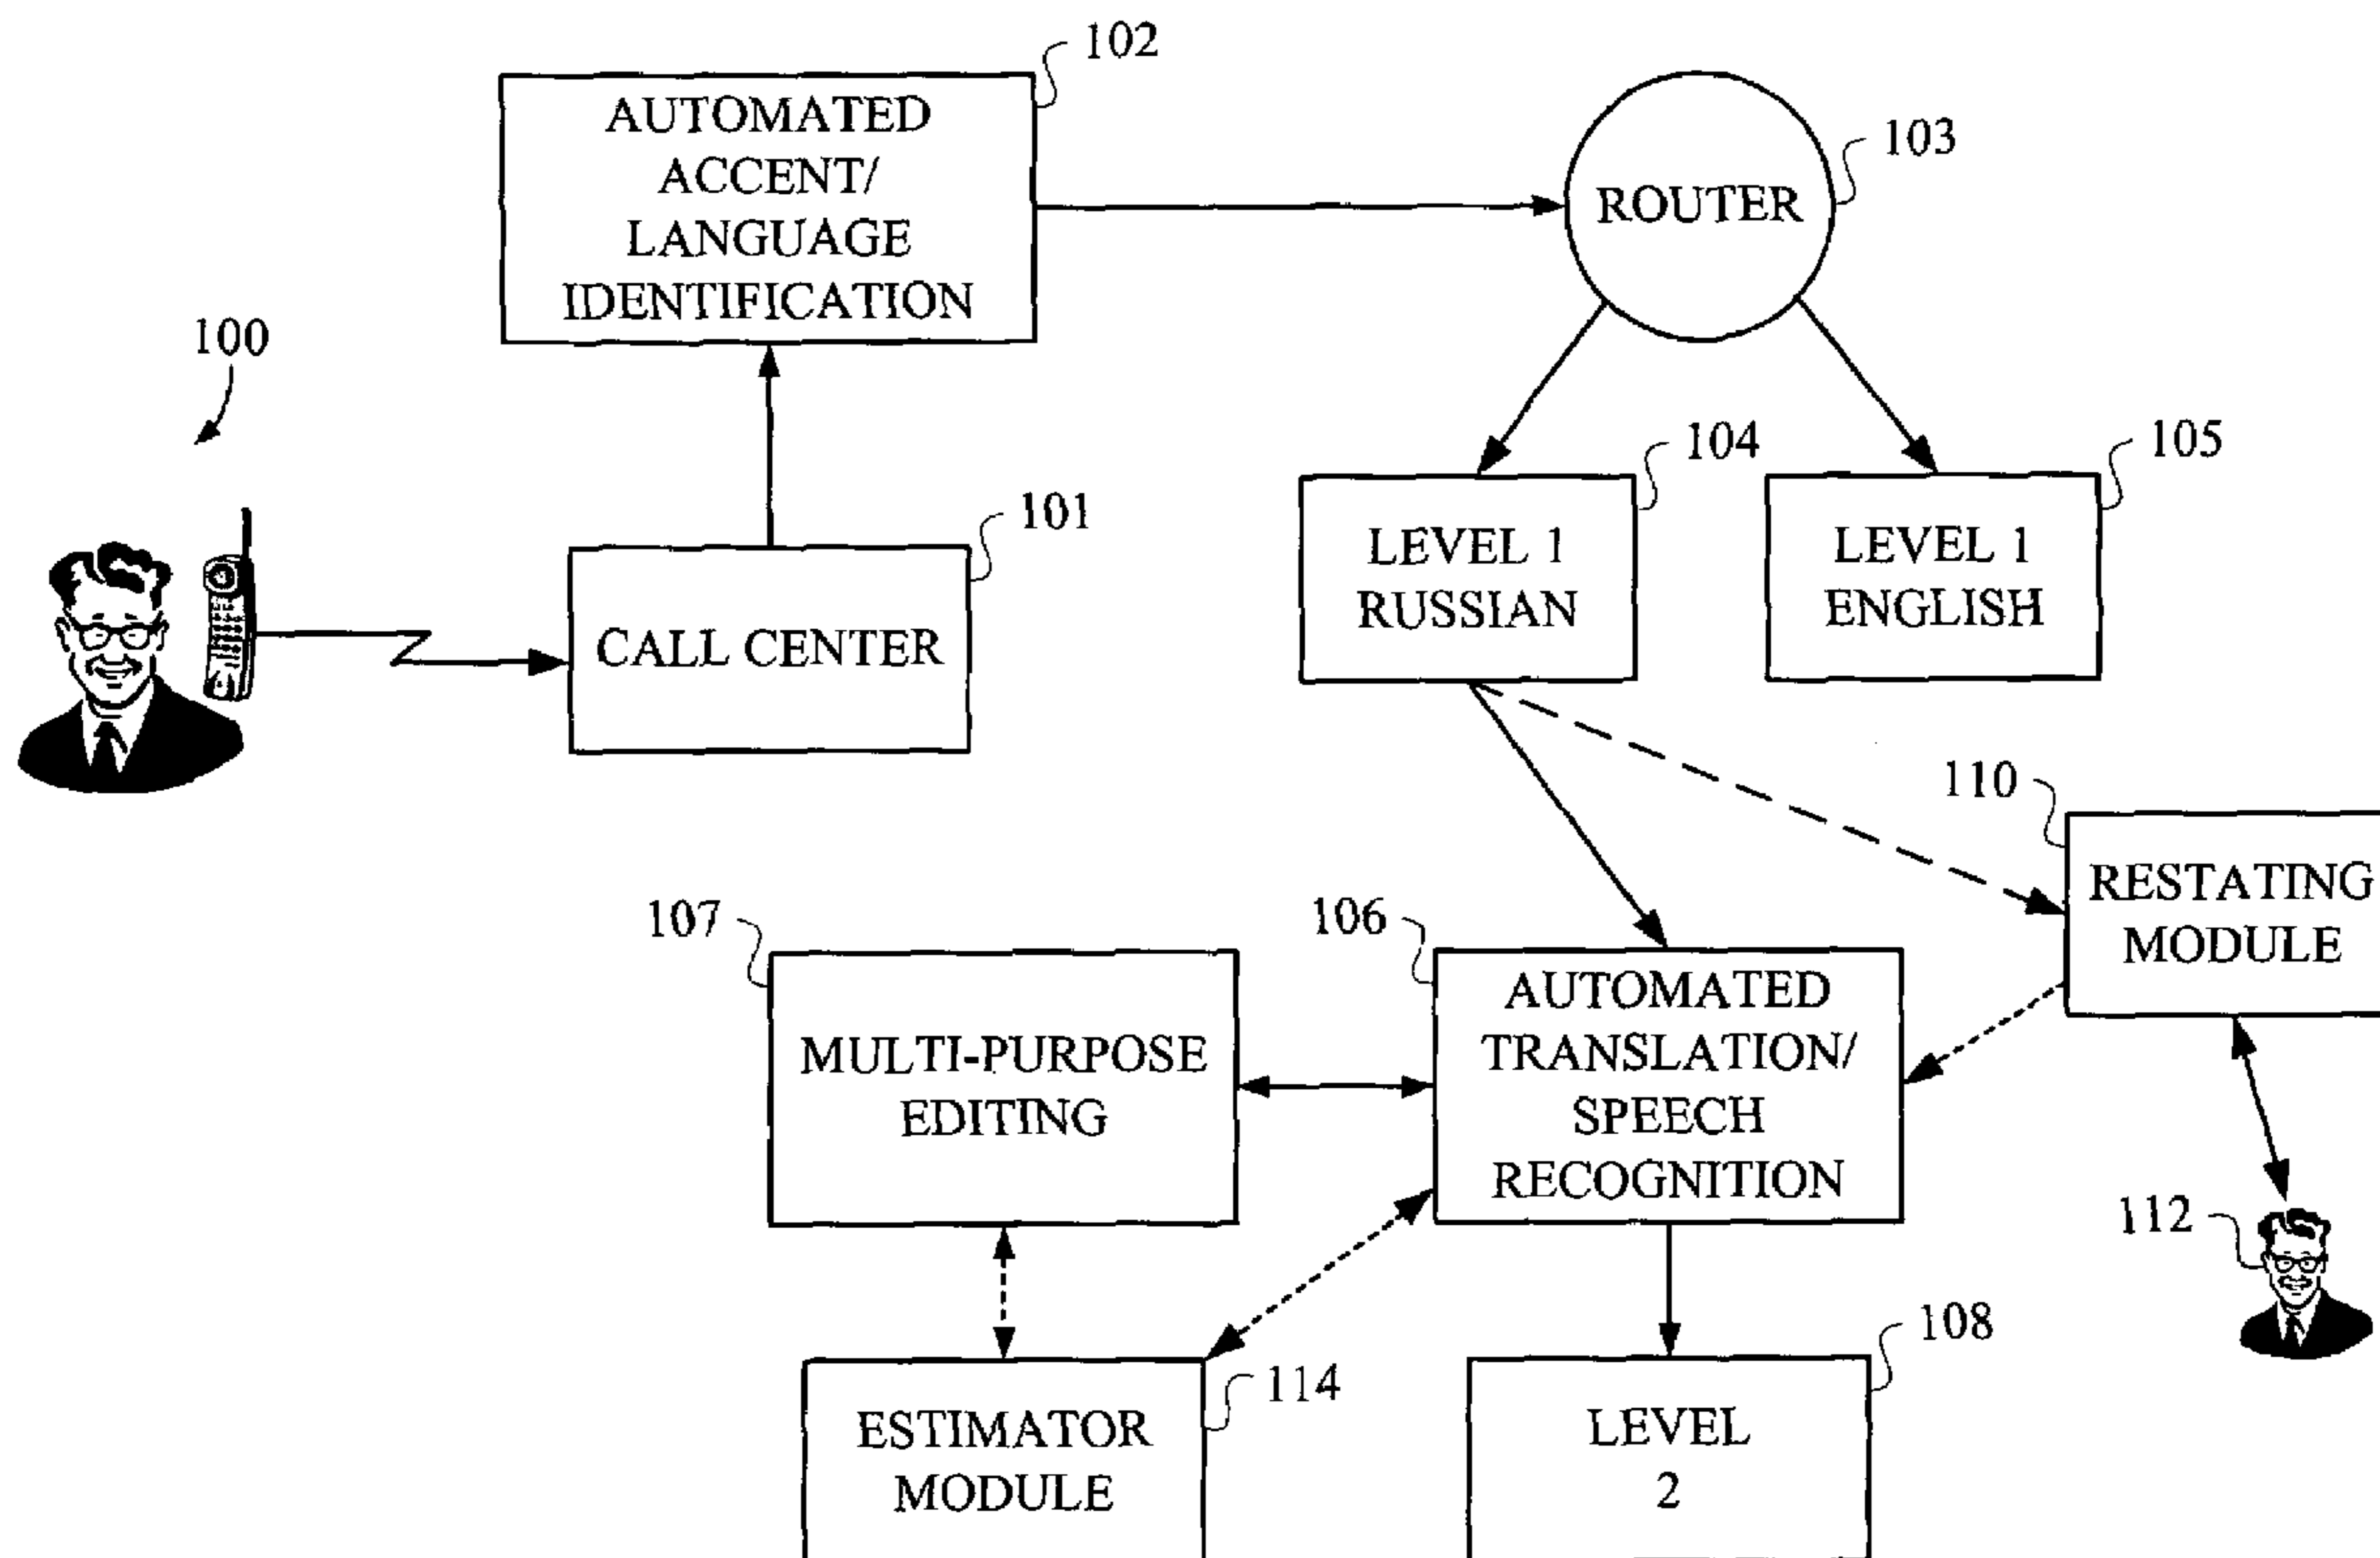 102
AUTOMATED
ACCENT/
LANGUAGE
IDENTIFICATION
103
ROUTER
100
104
LEVEL 1
RUSSIAN
105
LEVEL 1
ENGLISH
101
CALL CENTER
110
RESTATING
MODULE
107
MULTI-PURPOSE
EDITING
106
AUTOMATED
TRANSLATION/
SPEECH
RECOGNITION
112
114
ESTIMATOR
MODULE
108
LEVEL
2